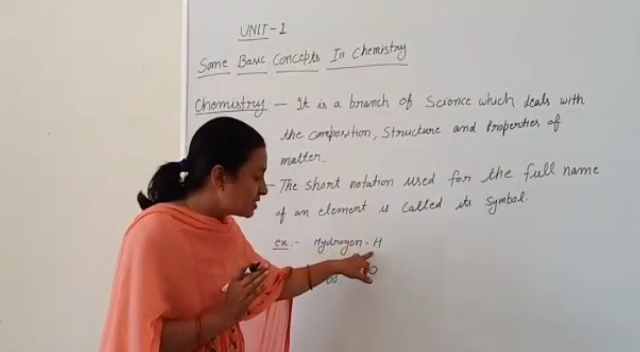 UNIT-1
Some Basic Concepts In Chemistry
Chemistry :- It is a branch of Science which deals with
the composition, Structure and Properties of
matter.
- The short notation used for the full name
of an element is called its symbol.
ex:- Hydrogen - H
O